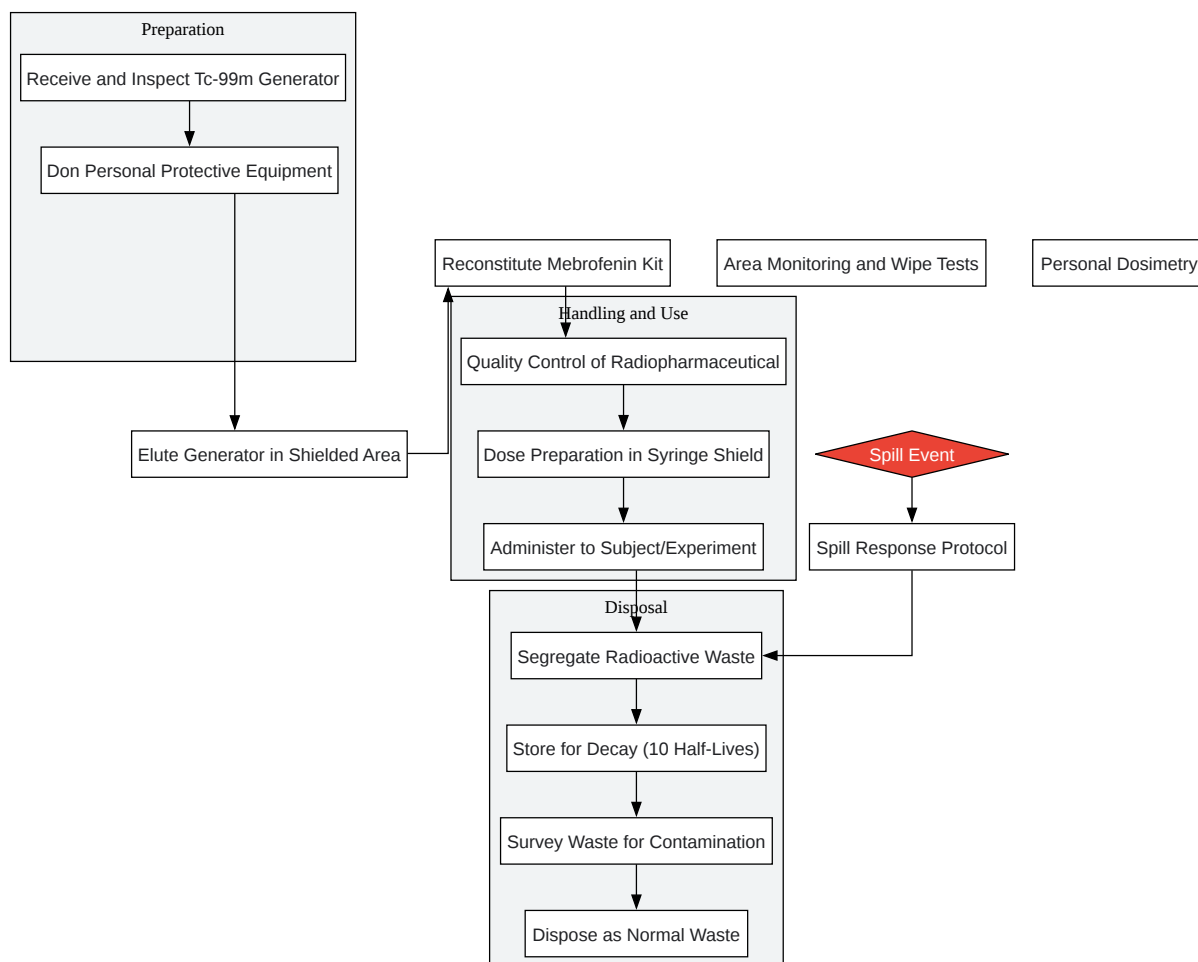 Preparation
Receive and Inspect Tc-99m Generator
Don Personal Protective Equipment
Reconstitute Mebrofenin Kit
Area Monitoring and Wipe Tests
Personal Dosimetry
Handling and Use
Quality Control of Radiopharmaceutical
Elute Generator in Shielded Area
Dose Preparation in Syringe Shield
Spill Event
Administer to Subject/Experiment
Spill Response Protocol
Disposal
Segregate Radioactive Waste
Store for Decay (10 Half-Lives)
Survey Waste for Contamination
Dispose as Normal Waste